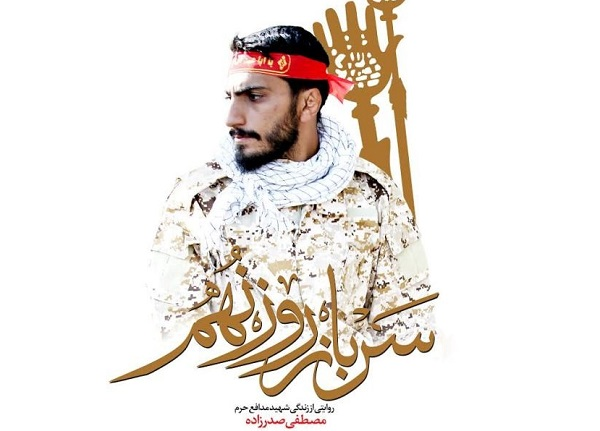 سرباز روز نهم
روایتی از زندگی شهید مدافع حرم
مصطفی صدرزاده